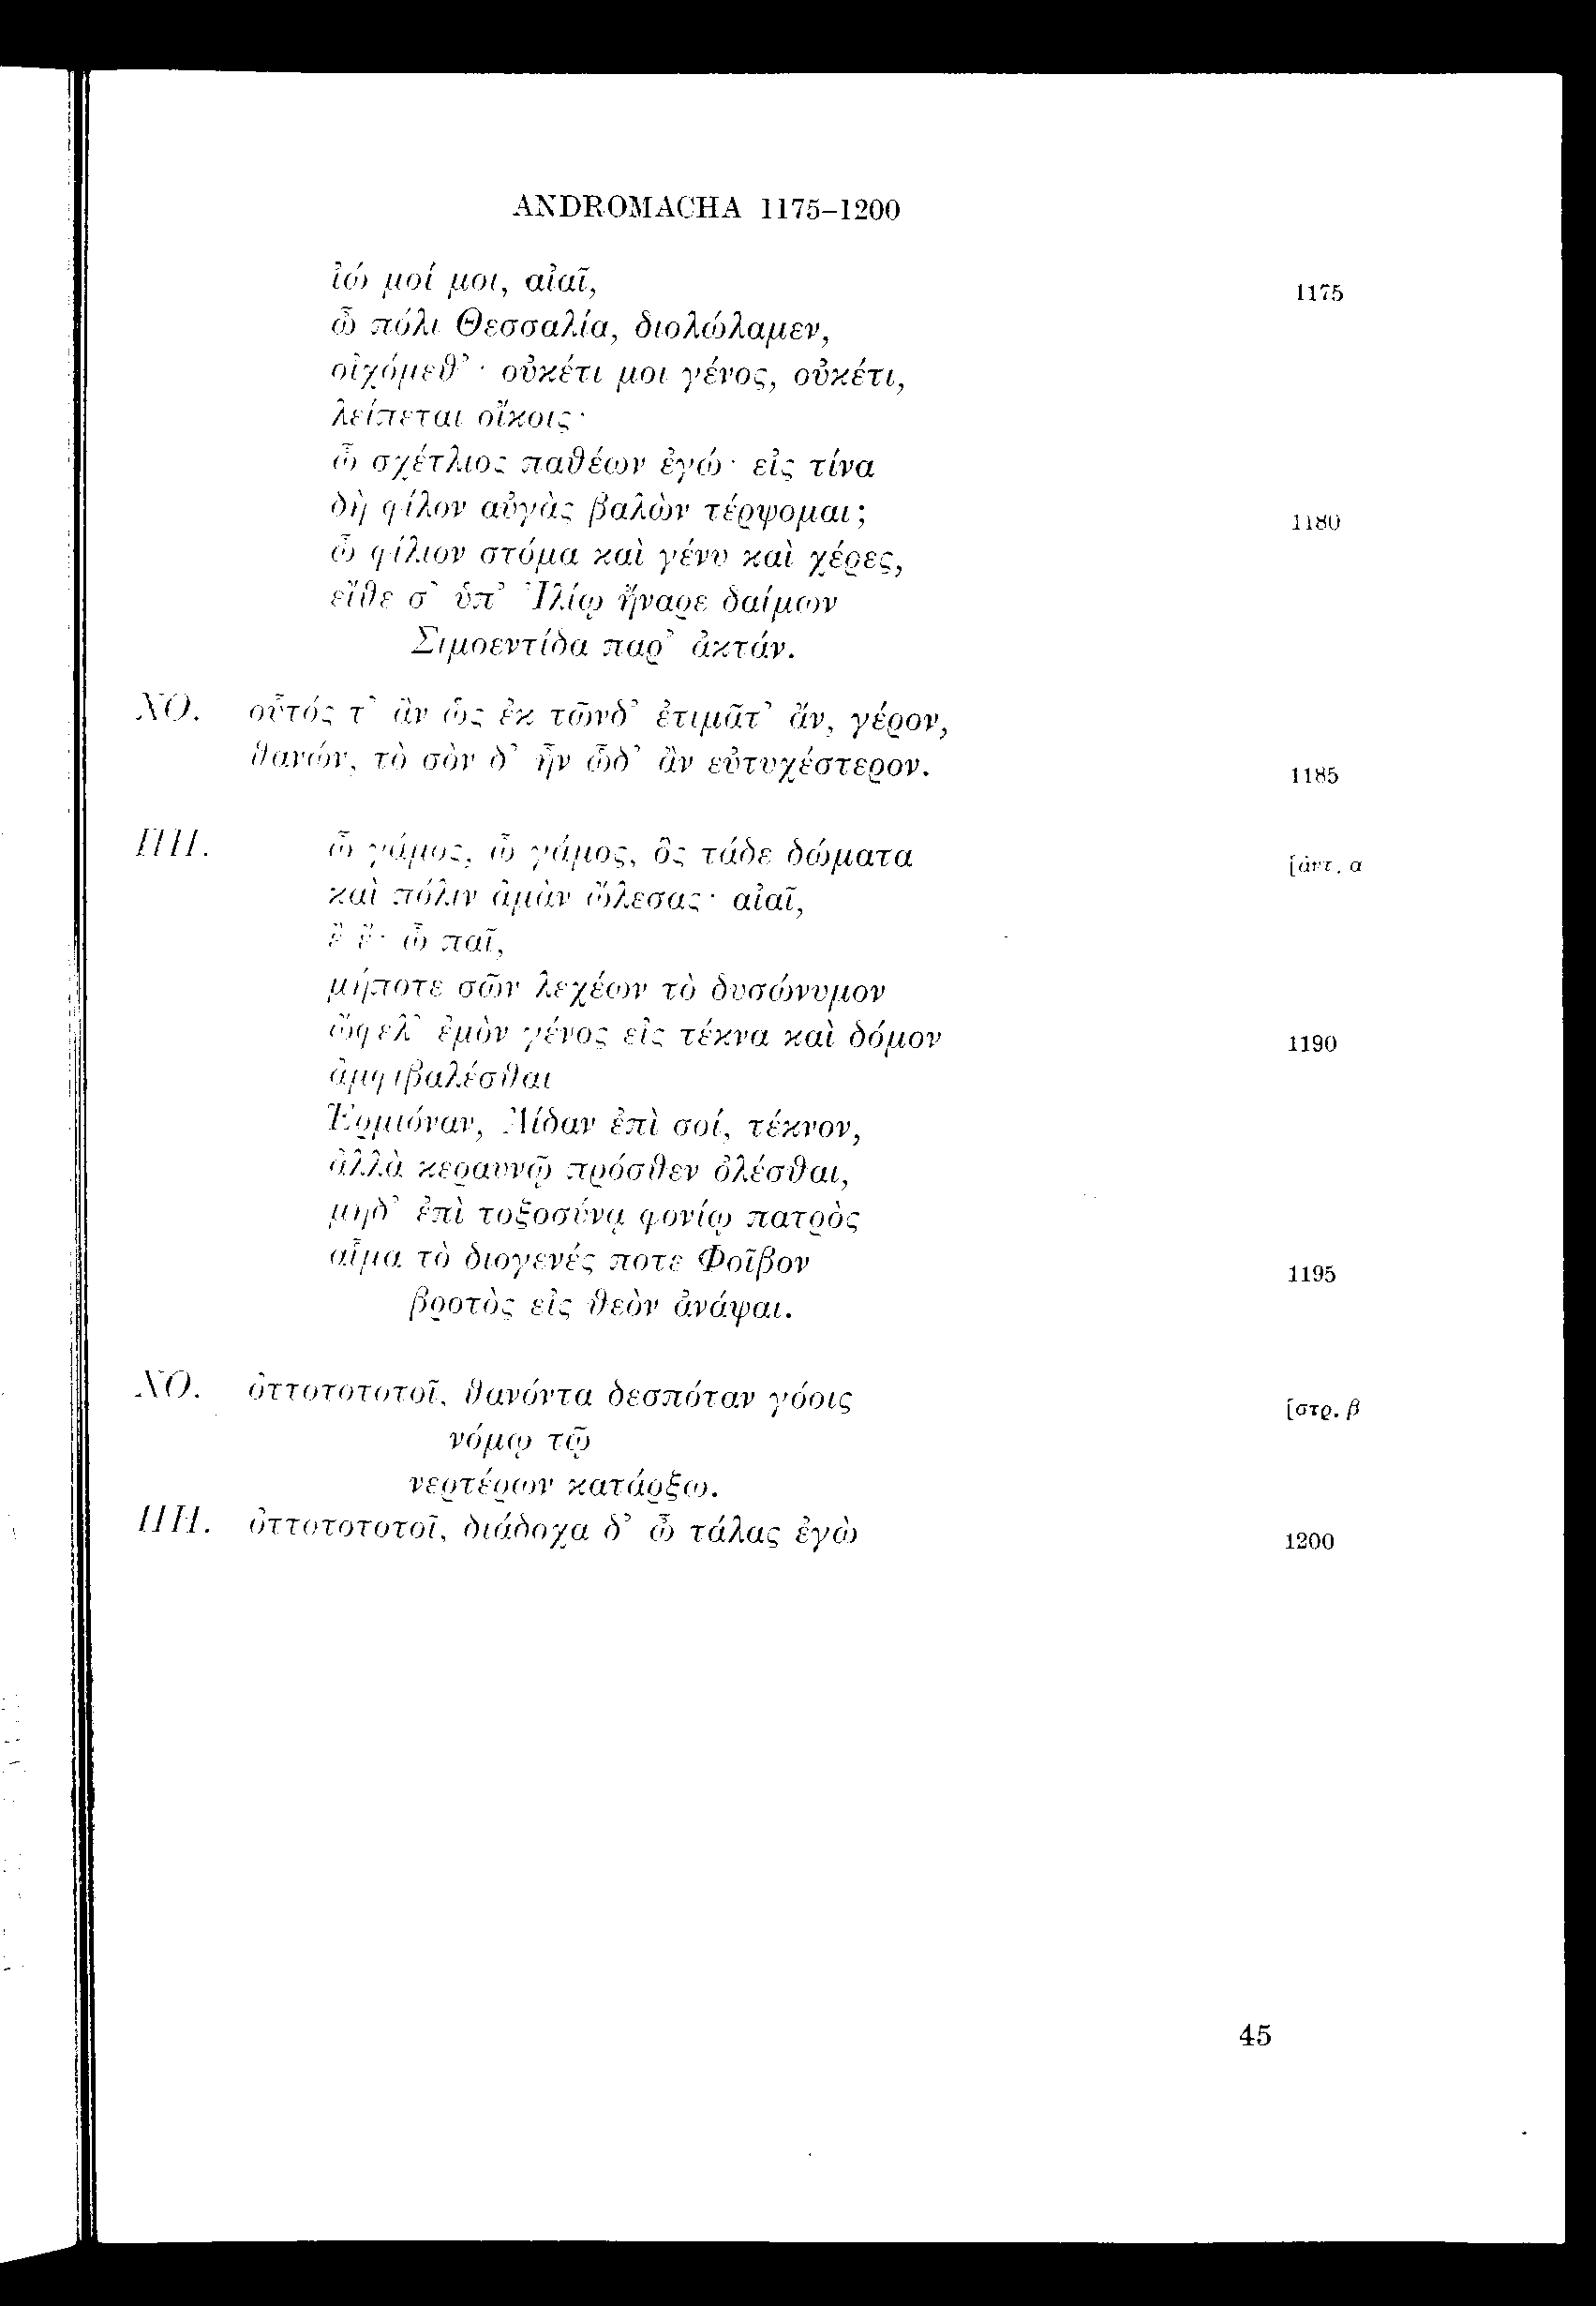 ANDROMACHA 1175–1200
ἰώ μοί μοι, αἰαῖ, 1175
ὦ πόλι Θεσσαλία, διολώλαμεν,
οἰχόμεθ᾽· οὐκέτι μοι γένος, οὐκέτι,
λείπεται οἴκοις·
ὦ σχέτλιος παθέων ἐγώ· εἰς τίνα
δὴ φίλον αὐγὰς βαλὼν τέρψομαι; 1180
ὦ φίλιον στόμα καὶ γένυ καὶ χέρες,
εἴθε σ᾽ ὑπ᾽ Ἰλίῳ ἤναρε δαίμων
Σιμοεντίδα παρ᾽ ἀκτάν.
ΧΟ. οὗτός τ᾽ ἂν ὡς ἐκ τῶνδ᾽ ἐτιμᾶτ᾽ ἄν, γέρον,
θανών, τὸ σὸν δ᾽ ἦν ὧδ᾽ ἂν εὐτυχέστερον. 1185
ΠΗ. ὦ γάμος, ὦ γάμος, ὃς τάδε δώματα [ἀντ. α
καὶ πόλιν ἁμὰν ὤλεσας· αἰαῖ,
ἒ ἔ· ὦ παῖ,
μήποτε σῶν λεχέων τὸ δυσώνυμον
ὤφελ᾽ ἐμὸν γένος εἰς τέκνα καὶ δόμον 1190
ἀμφιβαλέσθαι
Ἑρμιόναν, Ἀίδαν ἐπὶ σοί, τέκνον,
ἀλλὰ κεραυνῷ πρόσθεν ὀλέσθαι,
μηδ᾽ ἐπὶ τοξοσύνᾳ φονίῳ πατρὸς
αἷμα τὸ διογενές ποτε Φοῖβον 1195
βροτὸς εἰς θεὸν ἀνάψαι.
ΧΟ. ὀττοτοτοτοῖ, θανόντα δεσπόταν γόοις [στρ. β
νόμῳ τῷ
νερτέρων κατάρξω.
ΠΗ. ὀττοτοτοτοῖ, διάδοχα δ᾽ ὦ τάλας ἐγὼ 1200
45